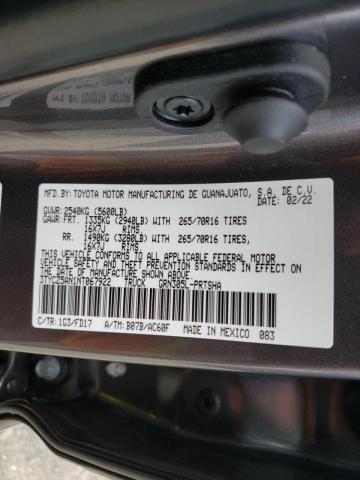 MFD.BY:TOYOTA MOTOR MANUFACTURING DE GUANAJUATO, S.A. DE C.V.
DATE: 02/22
GVWR:2540KG (5600LB)
GAWR:FRT. 1335KG (2940LB)WITH 265/70R16 TIRES
16X7J RIMS,
RR. 1490KG (3280LB)WITH 265/70R16 TIRES
16X7J RIMS,
THIS VEHICLE CONFORMS TO ALL APPLICABLE FEDERAL MOTOR
VEHICLE SAFETY AND THEFT PREVENTION STANDARDS IN EFFECT
ON THE DATE OF MANUFACTURE SHOWN ABOVE.
3TYCZ5AN1NT067922 TRUCK GRN305L-PRTSHA
C/TR:1G3/FD17 A/TM:B07B/AC60F MADE IN MEXICO 083